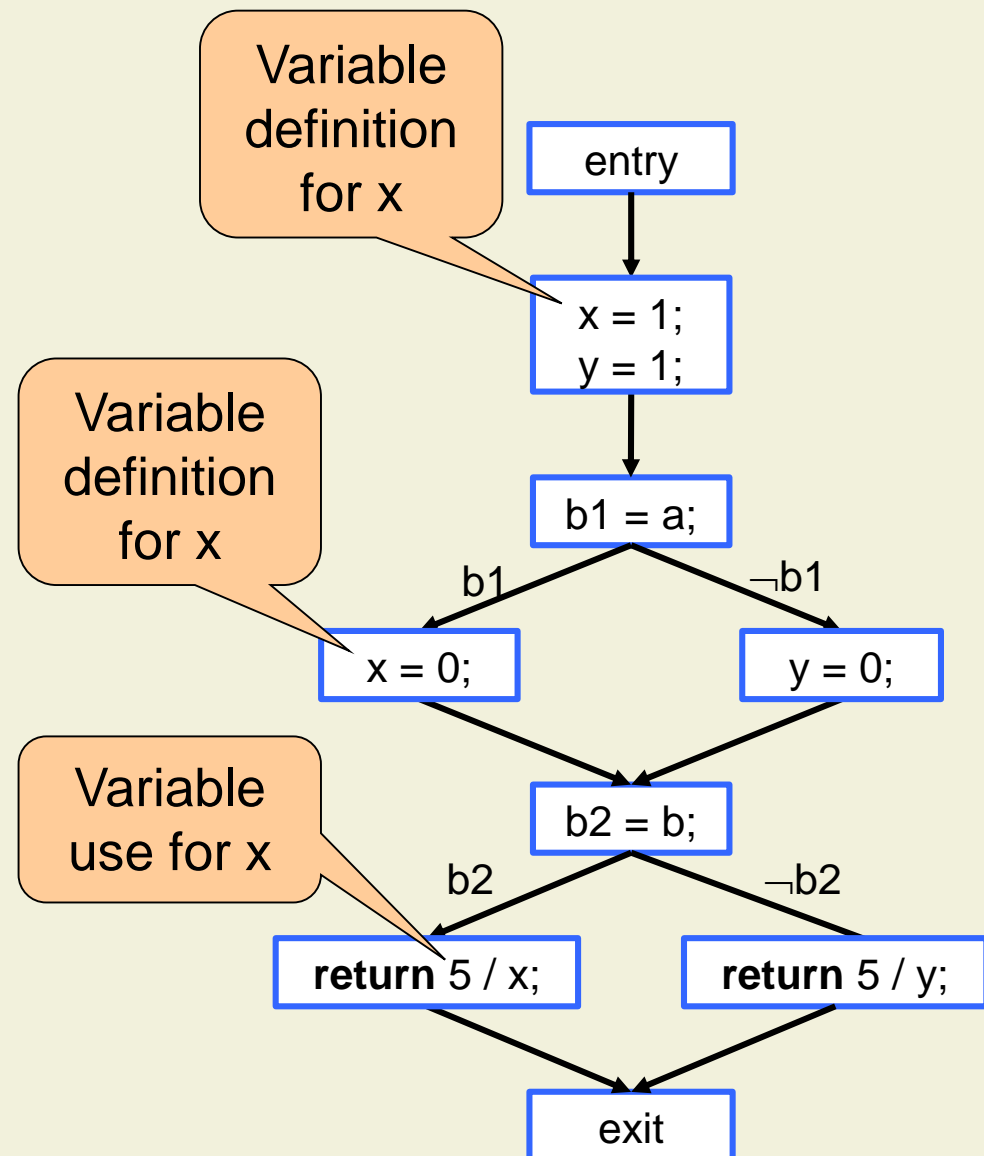 Variable
definition
for x
entry
x = 1;
y = 1;
Variable
definition
for x
b1 = a;
b1
¬b1
x = 0;
y = 0;
Variable
use for x
b2 = b;
b2
¬b2
return 5 / x;
return 5 / y;
exit